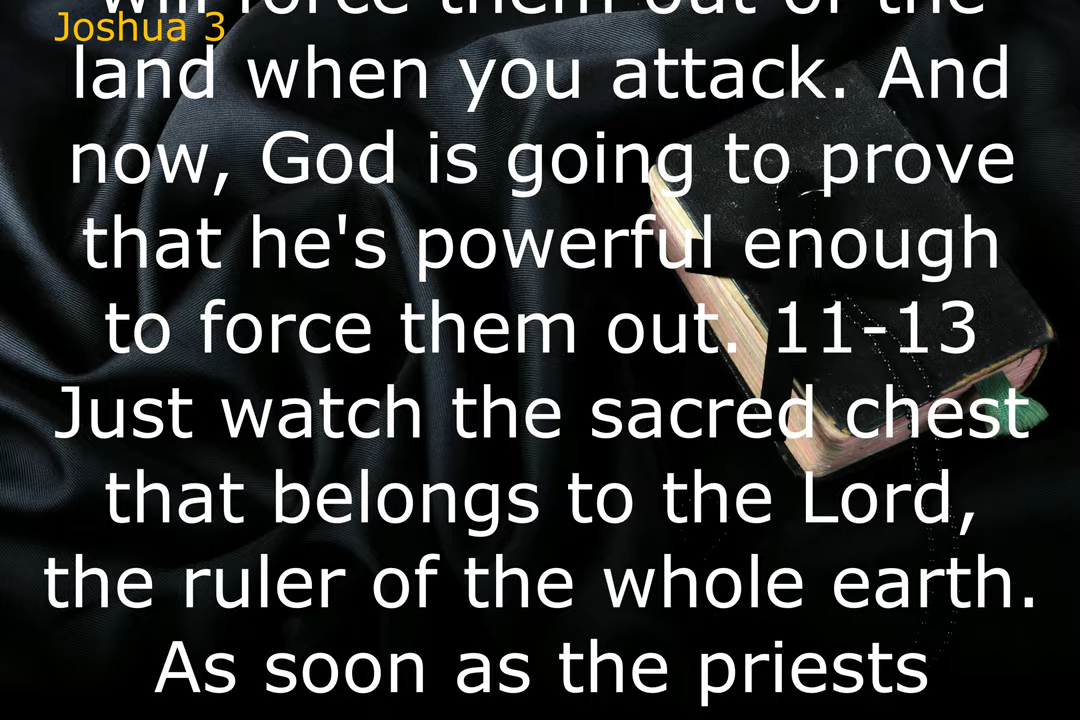 will force them out of the
Joshua 3
land when you attack. And
now, God is going to prove
that he's powerful enough
to force them out. 11-13
Just watch the sacred chest
that belongs to the Lord,
the ruler of the whole earth.
As soon as the priests